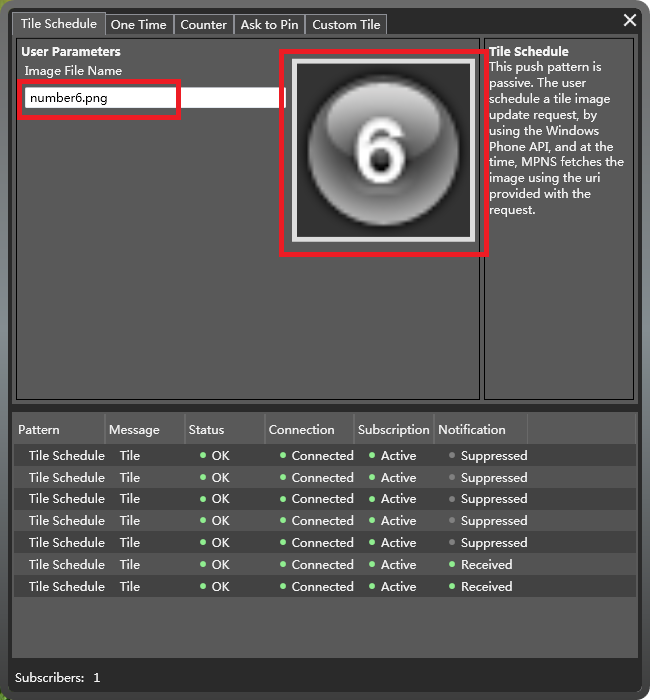 Tile Schedule One Time Counter Ask to Pin Custom Tile
User Parameters
Image File Name
number6.png
6
Tile Schedule
This push pattern is
passive. The user
schedule a tile image
update request, by
using the Windows
Phone API, and at the
time, MPNS fetches the
image using the uri
provided with the
request.
Pattern Message Status Connection Subscription Notification
Tile Schedule Tile OK Connected Active Suppressed
Tile Schedule Tile OK Connected Active Suppressed
Tile Schedule Tile OK Connected Active Suppressed
Tile Schedule Tile OK Connected Active Suppressed
Tile Schedule Tile OK Connected Active Suppressed
Tile Schedule Tile OK Connected Active Received
Tile Schedule Tile OK Connected Active Received
Subscribers: 1